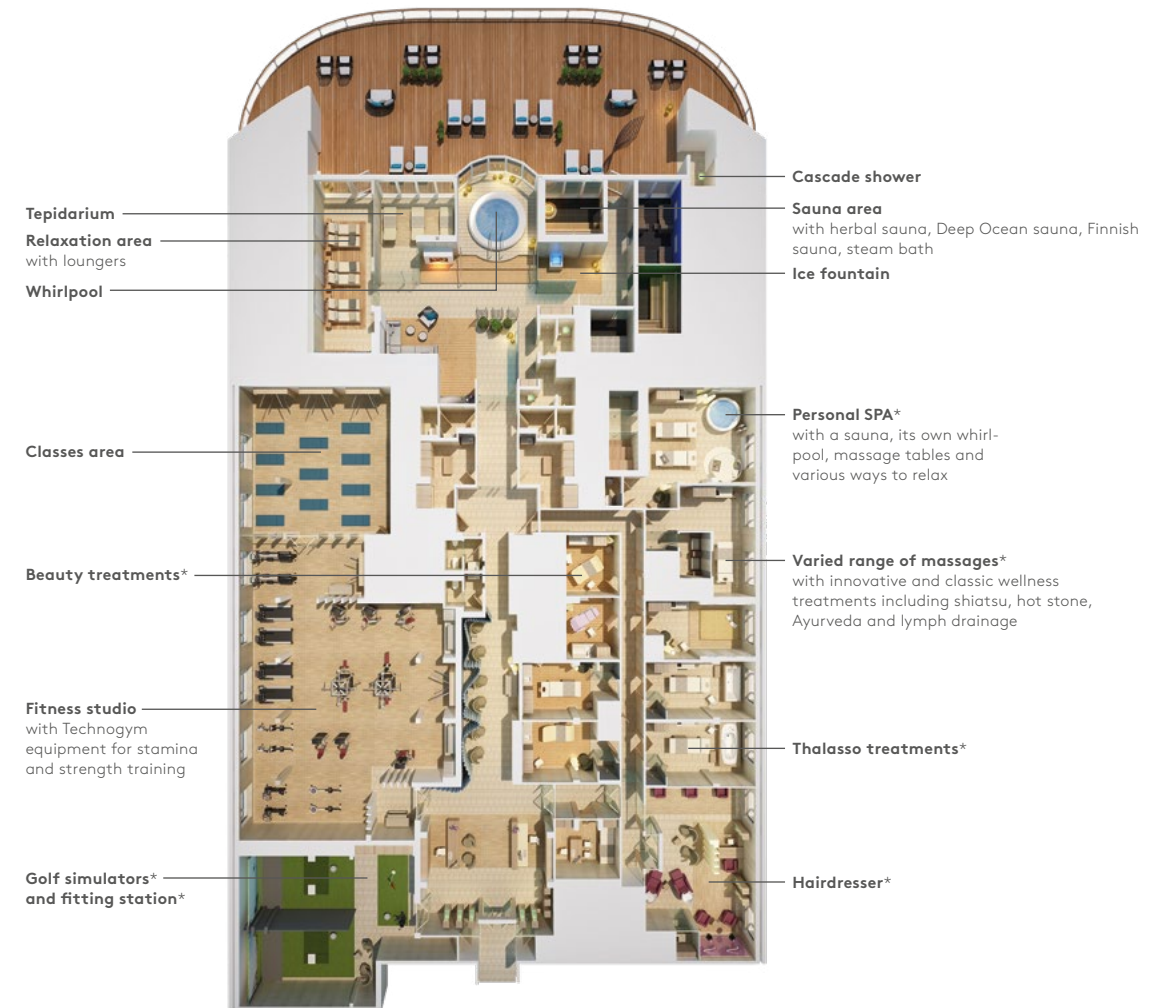 Tepidarium
Relaxation area
with loungers
Whirlpool
Classes area
Beauty treatments*
Fitness studio
with Technogym
equipment for stamina
and strength training
Golf simulators*
and fitting station*
Cascade shower
Sauna area
with herbal sauna, Deep Ocean sauna, Finnish
sauna, steam bath
Ice fountain
Personal SPA*
with a sauna, its own whirl-
pool, massage tables and
various ways to relax
Varied range of massages*
with innovative and classic wellness
treatments including shiatsu, hot stone,
Ayurveda and lymph drainage
Thalasso treatments*
Hairdresser*